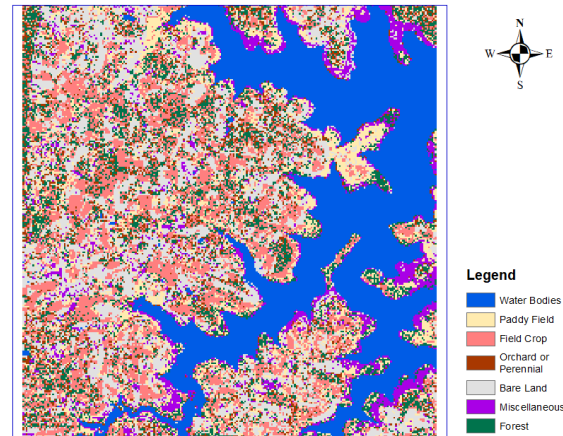 N
W E
S
Legend
Water Bodies
Paddy Field
Field Crop
Orchard or
Perennial
Bare Land
Miscellaneous
Forest